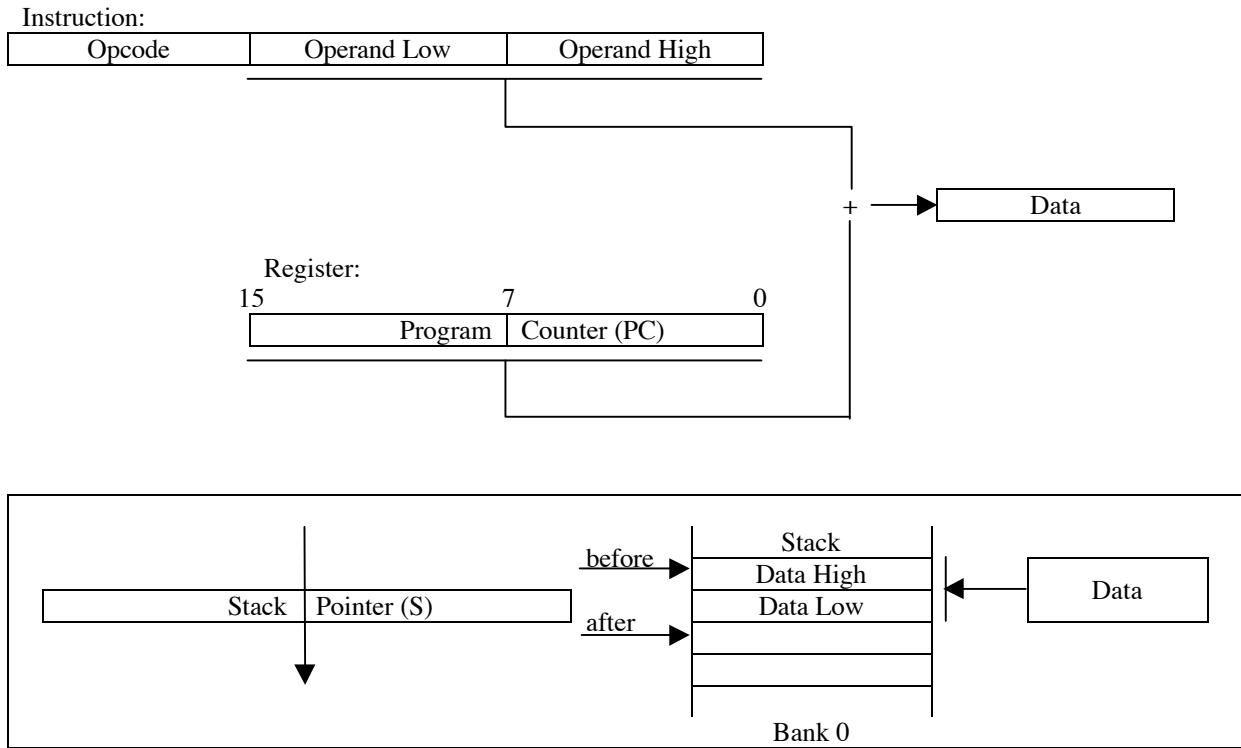 Instruction:
Opcode Operand Low Operand High
+ Data
Register:
15 7 0
Program Counter (PC)
Stack
before
Data High
Data
Stack Pointer (S)
Data Low
after
Bank 0